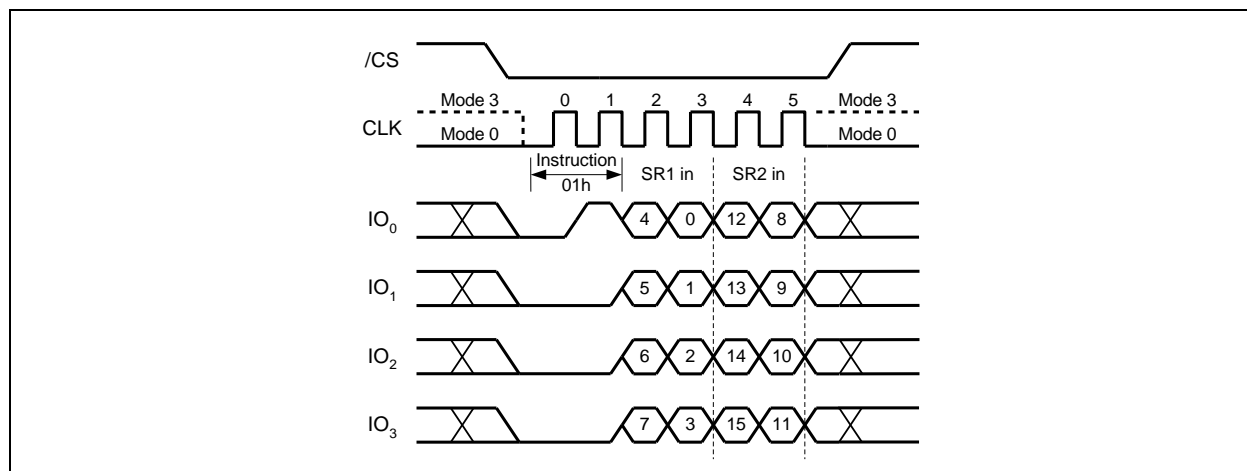 /CS
Mode 3 0 1 2 3 4 5 Mode 3
CLK Mode 0 Mode 0
Instruction SR1 in SR2 in
01h
IO0 4 0 12 8
IO1 5 1 13 9
IO2 6 2 14 10
IO3 7 3 15 11